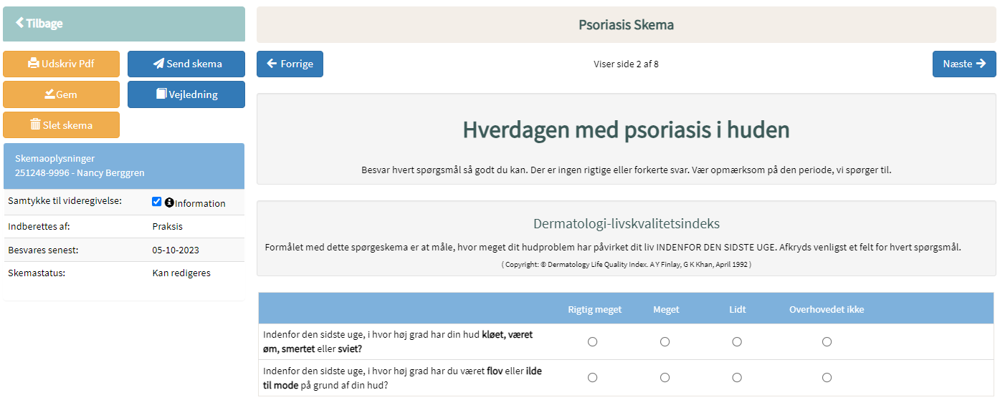 Tilbage
Udskriv Pdf
Send skema
Gem
Vejledning
Slet skema
Skemaoplysninger
251248-9996 - Nancy Berggren
Samtykke til videregivelse:
Information
Indberettes af:
Praksis
Besvares senest:
05-10-2023
Skemastatus:
Kan redigeres
Psoriasis Skema
Forrige
Viser side 2 af 8
Næste
Hverdagen med psoriasis i huden
Besvar hvert spørgsmål så godt du kan. Der er ingen rigtige eller forkerte svar. Vær opmærksom på den periode, vi spørger til.
Dermatologi-livskvalitetsindeks
Formålet med dette spørgeskema er at måle, hvor meget dit hudproblem har påvirket dit liv INDENFOR DEN SIDSTE UGE. Afkryds venligst et felt for hvert spørgsmål.
( Copyright: © Dermatology Life Quality Index. A Y Finlay, G K Khan, April 1992 )
Rigtig meget
Meget
Lidt
Overhovedet ikke
Indenfor den sidste uge, i hvor høj grad har din hud kløet, været
øm, smertet eller sviet?
Indenfor den sidste uge, i hvor høj grad har du været flov eller ilde
til mode på grund af din hud?